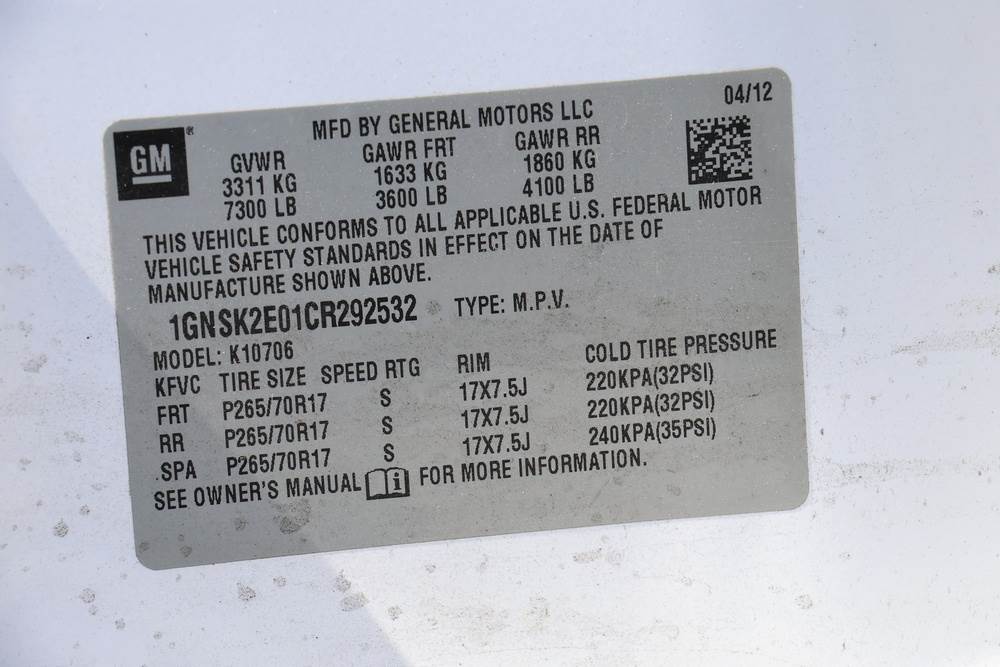 GM®
04/12
MFD BY GENERAL MOTORS LLC
GVWR GAWR FRT GAWR RR
3311 KG 1633 KG 1860 KG
7300 LB 3600 LB 4100 LB
THIS VEHICLE CONFORMS TO ALL APPLICABLE U.S. FEDERAL MOTOR
VEHICLE SAFETY STANDARDS IN EFFECT ON THE DATE OF
MANUFACTURE SHOWN ABOVE.
1GNSK2E01CR292532 TYPE: M.P.V.
MODEL: K10706
KFVC TIRE SIZE SPEED RTG RIM COLD TIRE PRESSURE
FRT P265/70R17 S 17X7.5J 220KPA(32PSI)
RR P265/70R17 S 17X7.5J 220KPA(32PSI)
SPA P265/70R17 S 17X7.5J 240KPA(35PSI)
SEE OWNER'S MANUAL i FOR MORE INFORMATION.